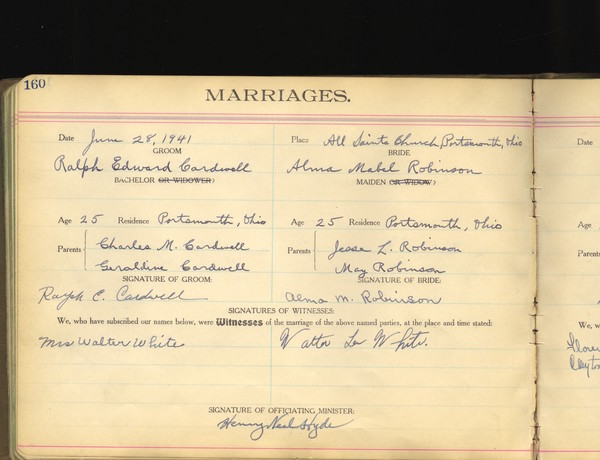 160
MARRIAGES.
Date June 28, 1941 Place All Saints Church, Portsmouth, Ohio Date
GROOM BRIDE
Ralph Edward Cardwell Alma Mabel Robinson
BACHELOR OR WIDOWER? MAIDEN OR WIDOW?
Age 25 Residence Portsmouth, Ohio Age 25 Residence Portsmouth, Ohio Age
Parents Charles M. Cardwell Parents Jesse L. Robinson
Geraldine Cardwell May Robinson
SIGNATURE OF GROOM: SIGNATURE OF BRIDE:
Ralph E. Cardwell Alma M. Robinson
SIGNATURES OF WITNESSES:
We, who have subscribed our names below, were Witnesses of the marriage of the above named parties, at the place and time stated: We, w
Mrs Walter White Walter Lee White.
SIGNATURE OF OFFICIATING MINISTER:
Henry Neal Hyde